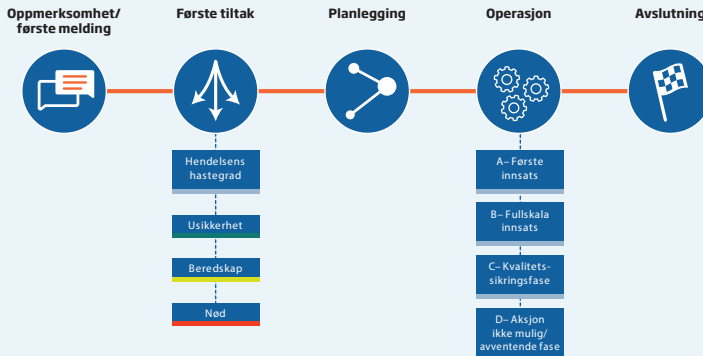 Oppmerksomhet/
første melding
Første tiltak
Planlegging
Operasjon
Avslutning
Hendelsens
hastegrad
Usikkerhet
Beredskap
Nød
A– Første
innsats
B– Fullskala
innsats
C– Kvalitets-
sikringsfase
D– Aksjon
ikke mulig/
avventende fase